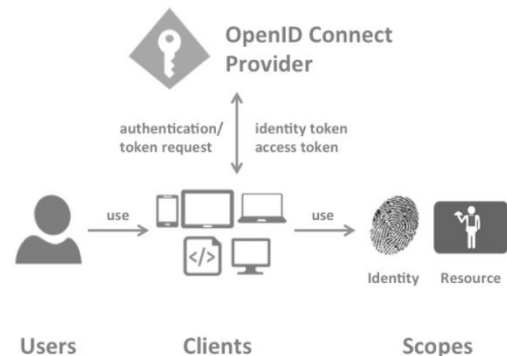 OpenID Connect
Provider
authentication/
token request
identity token
access token
use
use
</>
Identity
Resource
Users
Clients
Scopes